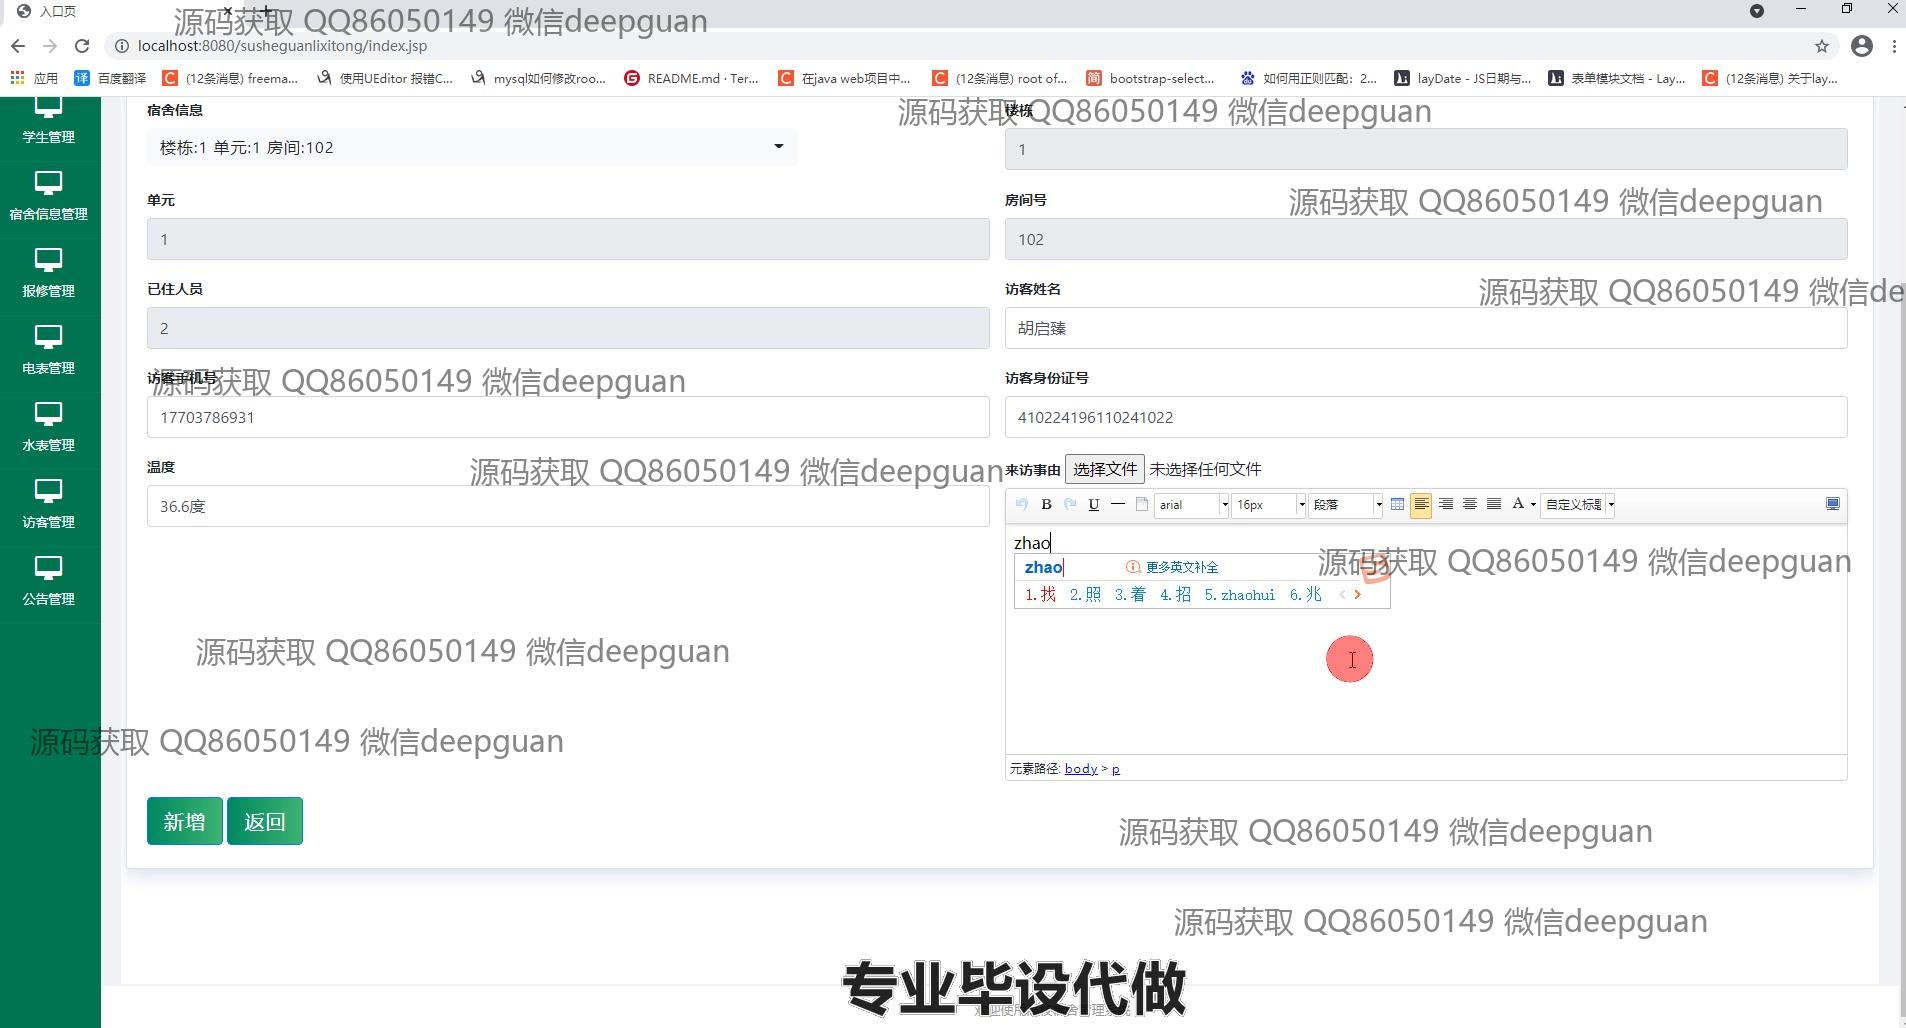 入口页
源码获取 QQ86050149 微信deepguan
localhost:8080/susheguanlixitong/index.jsp
应用
译 百度翻译
(12条消息) freema...
使用UEditor 报错C...
mysql如何修改roo...
README.md · Ter...
在java web项目中...
(12条消息) root of...
简 bootstrap-select...
如何用正则匹配：2...
layDate - JS日期与...
表单模块文档 - Lay...
(12条消息) 关于lay...
学生管理
宿舍信息管理
报修管理
电表管理
水表管理
访客管理
公告管理
宿舍信息
楼栋:1 单元:1 房间:102
源码获取 QQ86050149 微信deepguan
楼栋
1
单元
1
房间号
源码获取 QQ86050149 微信deepguan
102
已住人员
2
访客姓名
源码获取 QQ86050149 微信de
胡启臻
访客手机号
源码获取 QQ86050149 微信deepguan
17703786931
访客身份证号
410224196110241022
温度
源码获取 QQ86050149 微信deepguan
36.6度
来访事由 选择文件 未选择任何文件
B U arial 16px 段落 A 自定义标题
zhao
zhao 更多英文补全
源码获取 QQ86050149 微信deepguan
1.找 2.照 3.着 4.招 5.zhaohui 6.兆
源码获取 QQ86050149 微信deepguan
源码获取 QQ86050149 微信deepguan
元素路径: body > p
新增 返回
源码获取 QQ86050149 微信deepguan
源码获取 QQ86050149 微信deepguan
专业毕设代做